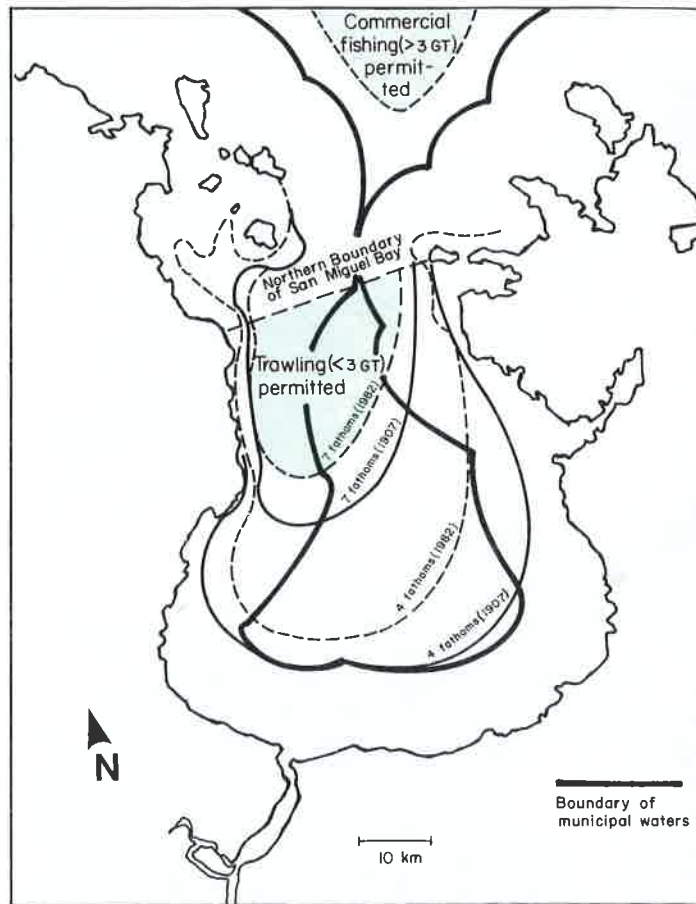 Commercial
fishing(>3 GT)
permit-
ted
Northern Boundary
of San Miguel Bay
Trawling(<3 GT)
permitted
7 fathoms(1982)
7 fathoms(1907)
4 fathoms(1982)
4 fathoms(1907)
N
10 km
Boundary of
municipal waters